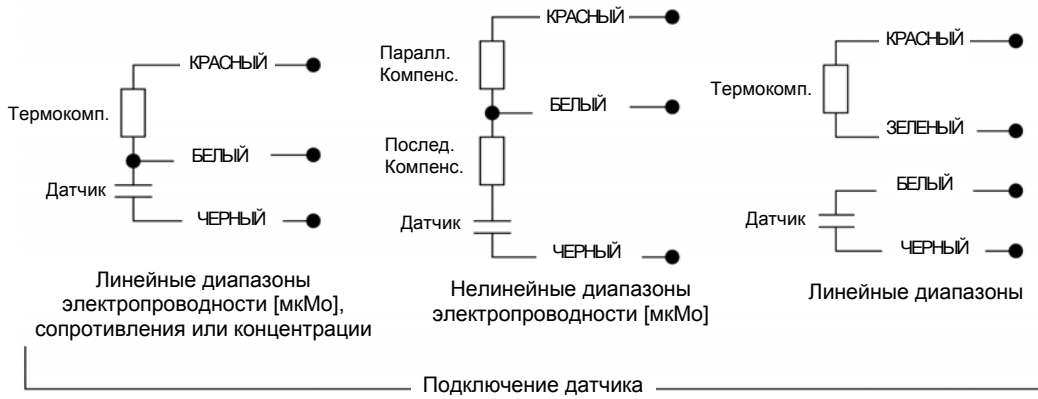 КРАСНЫЙ
Термокомп.
БЕЛЫЙ
Датчик
ЧЕРНЫЙ
Линейные диапазоны
электропроводности [мкМо],
сопротивления или концентрации
КРАСНЫЙ
Паралл.
Компенс.
БЕЛЫЙ
Послед.
Компенс.
Датчик
ЧЕРНЫЙ
Нелинейные диапазоны
электропроводности [мкМо]
КРАСНЫЙ
Термокомп.
ЗЕЛЕНЫЙ
БЕЛЫЙ
Датчик
ЧЕРНЫЙ
Линейные диапазоны
Подключение датчика